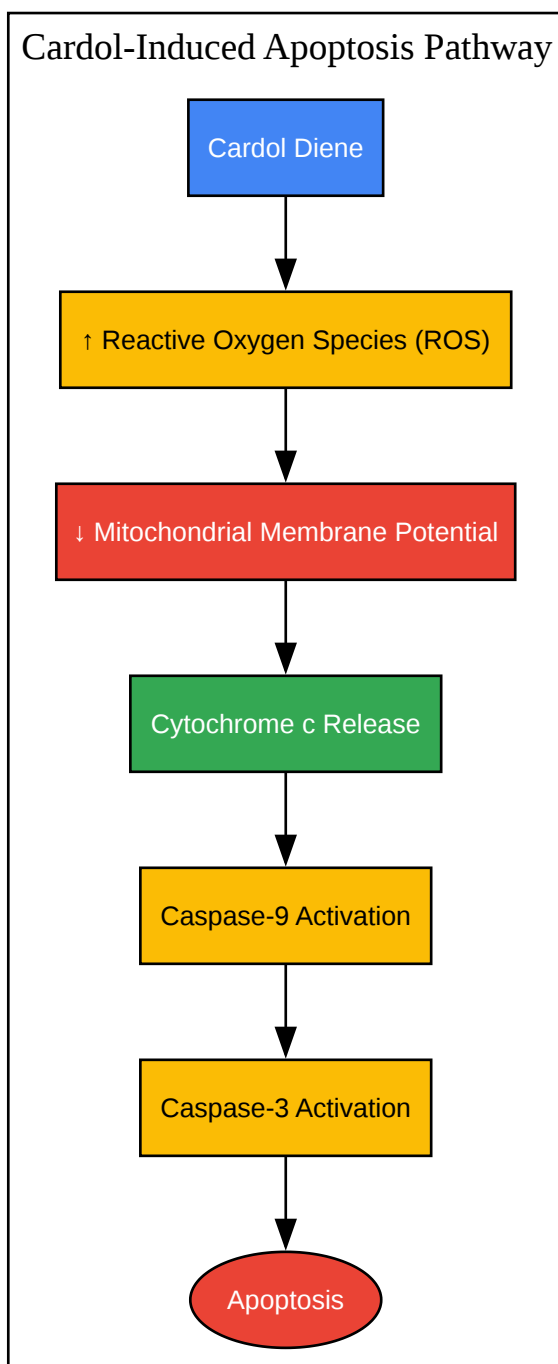 Cardol-Induced Apoptosis Pathway
Cardol Diene
↑ Reactive Oxygen Species (ROS)
↓ Mitochondrial Membrane Potential
Cytochrome c Release
Caspase-9 Activation
Caspase-3 Activation
Apoptosis